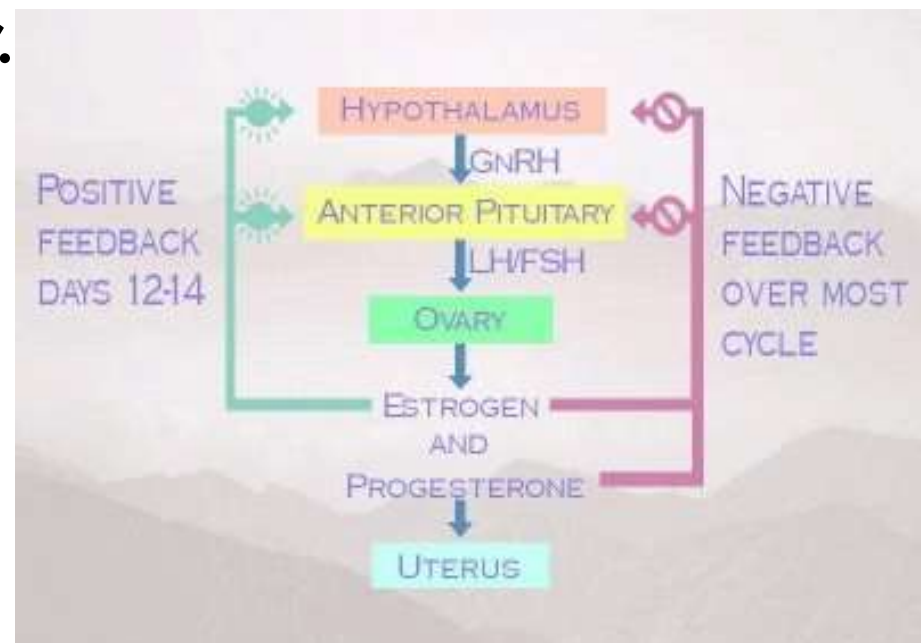 HYPOTHALAMUS
GNRH
POSITIVE
FEEDBACK
DAYS 12-14
ANTERIOR PITUITARY
NEGATIVE
FEEDBACK
OVER MOST
CYCLE
LH/FSH
OVARY
ESTROGEN
AND
PROGESTERONE
UTERUS